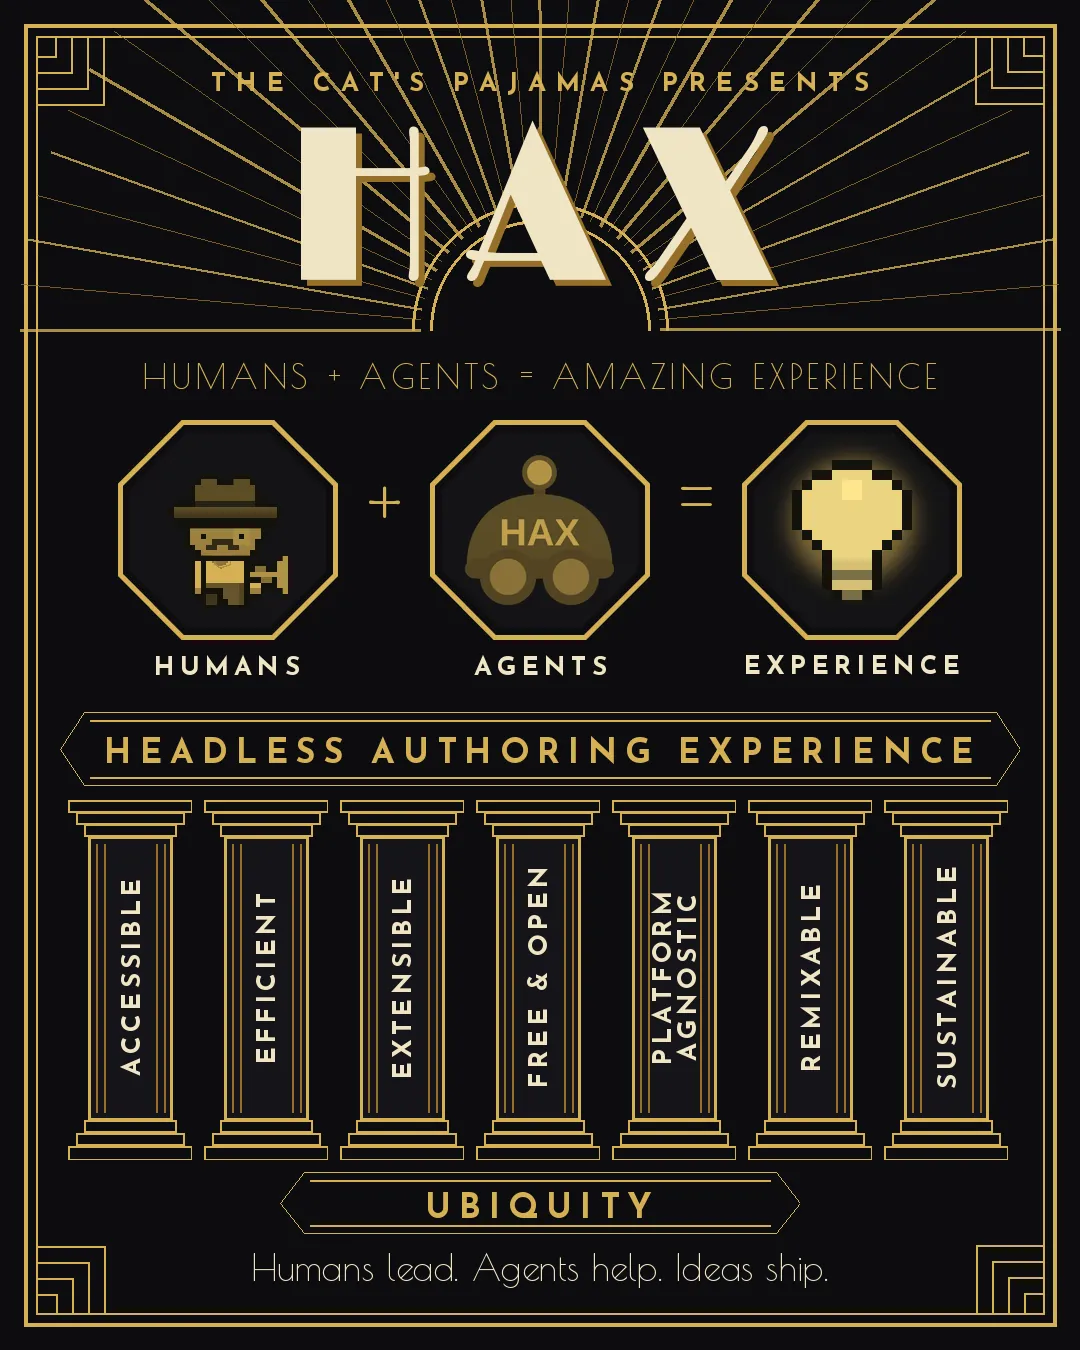 THE CAT'S PAJAMAS PRESENTS
HAX
HUMANS + AGENTS = AMAZING EXPERIENCE
+
HAX
=
HUMANS
AGENTS
EXPERIENCE
HEADLESS AUTHORING EXPERIENCE
ACCESSIBLE
EFFICIENT
EXTENSIBLE
FREE & OPEN
PLATFORM
AGNOSTIC
REMIXABLE
SUSTAINABLE
UBIQUITY
Humans lead. Agents help. Ideas ship.